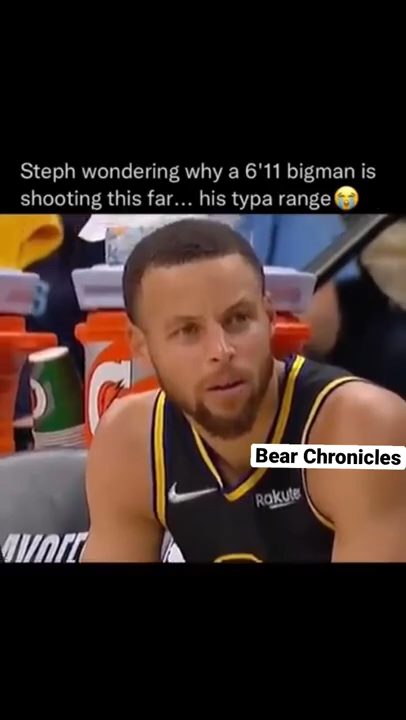 Steph wondering why a 6'11 bigman is
shooting this far... his typa range😭
Bear Chronicles
Rakuten